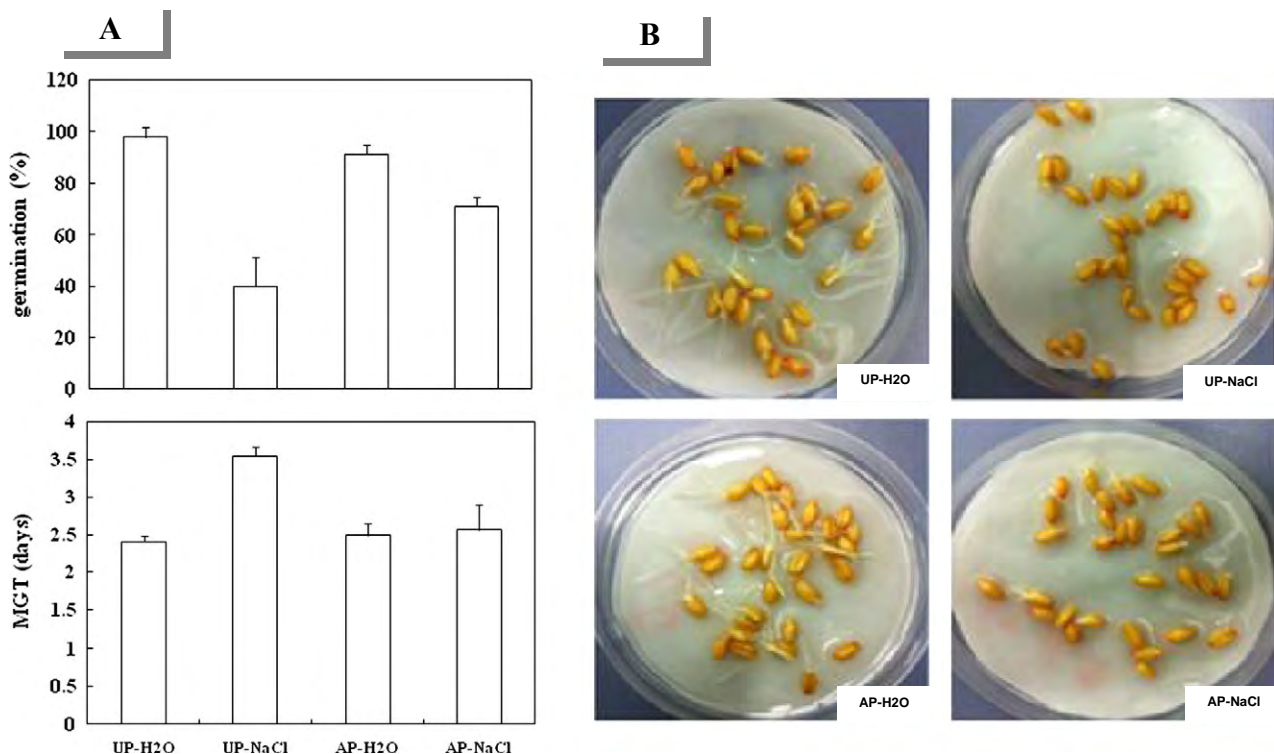 A
B
120
100
80
60
40
20
0
germination (%)
4
3.5
3
2.5
2
1.5
1
0.5
0
MGT (days)
UP-H2O UP-NaCl AP-H2O AP-NaCl
UP-H2O
UP-NaCl
AP-H2O
AP-NaCl